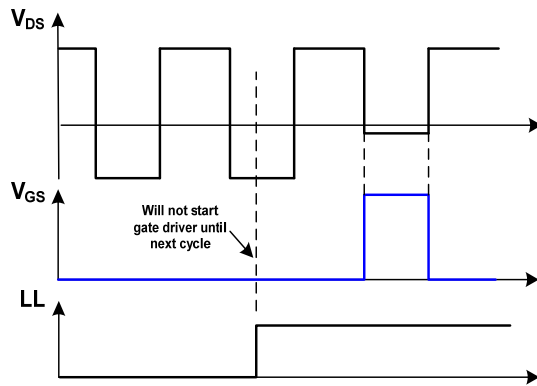 VDS
VGS
Will not start
gate driver until
next cycle
LL